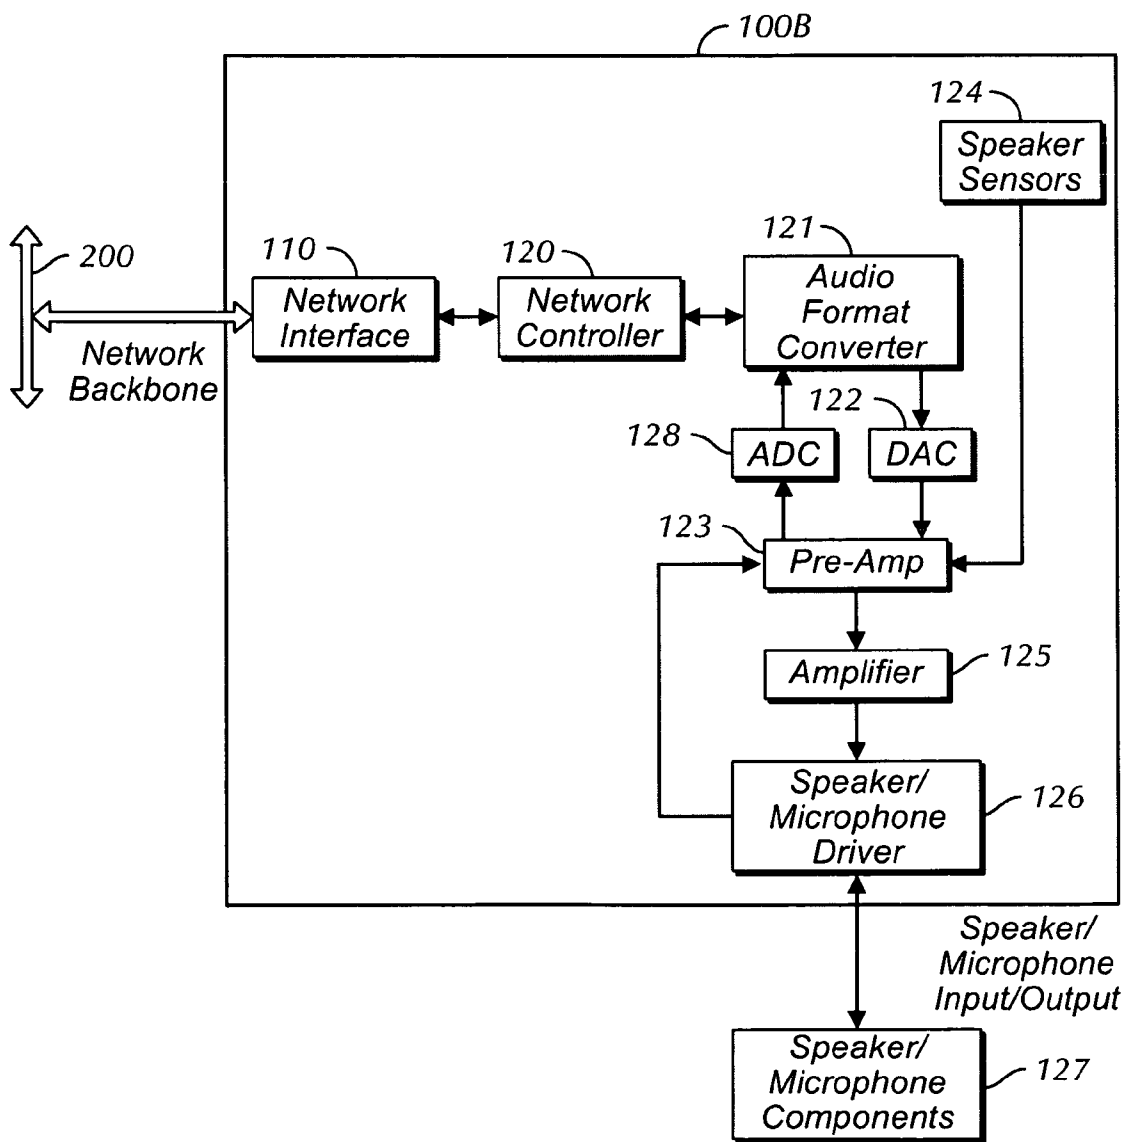 100B
124
Speaker
Sensors
200
110
120
121
Network
Interface
Network
Controller
Audio
Format
Converter
Network
Backbone
128
ADC
122
DAC
123
Pre-Amp
Amplifier
125
Speaker/
Microphone
Driver
126
Speaker/
Microphone
Input/Output
Speaker/
Microphone
Components
127